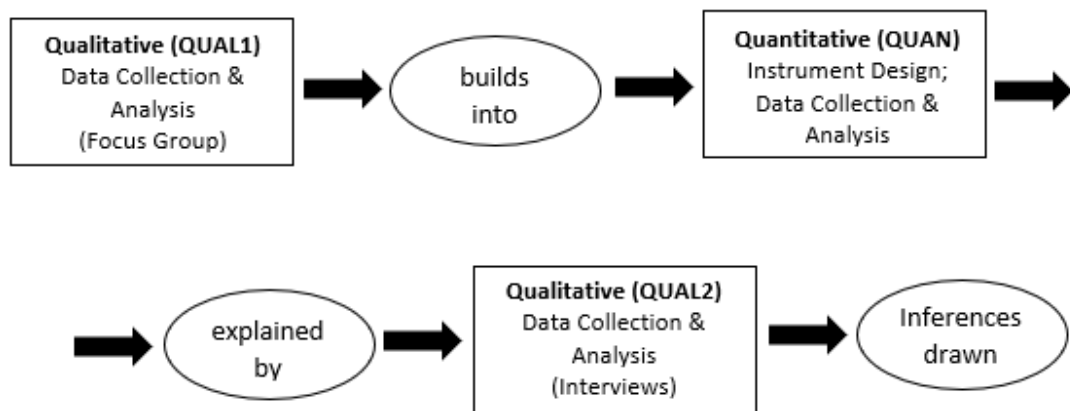 Qualitative (QUAL1)
Data Collection &
Analysis
(Focus Group)
builds
into
Quantitative (QUAN)
Instrument Design;
Data Collection &
Analysis
explained
by
Qualitative (QUAL2)
Data Collection &
Analysis
(Interviews)
Inferences
drawn